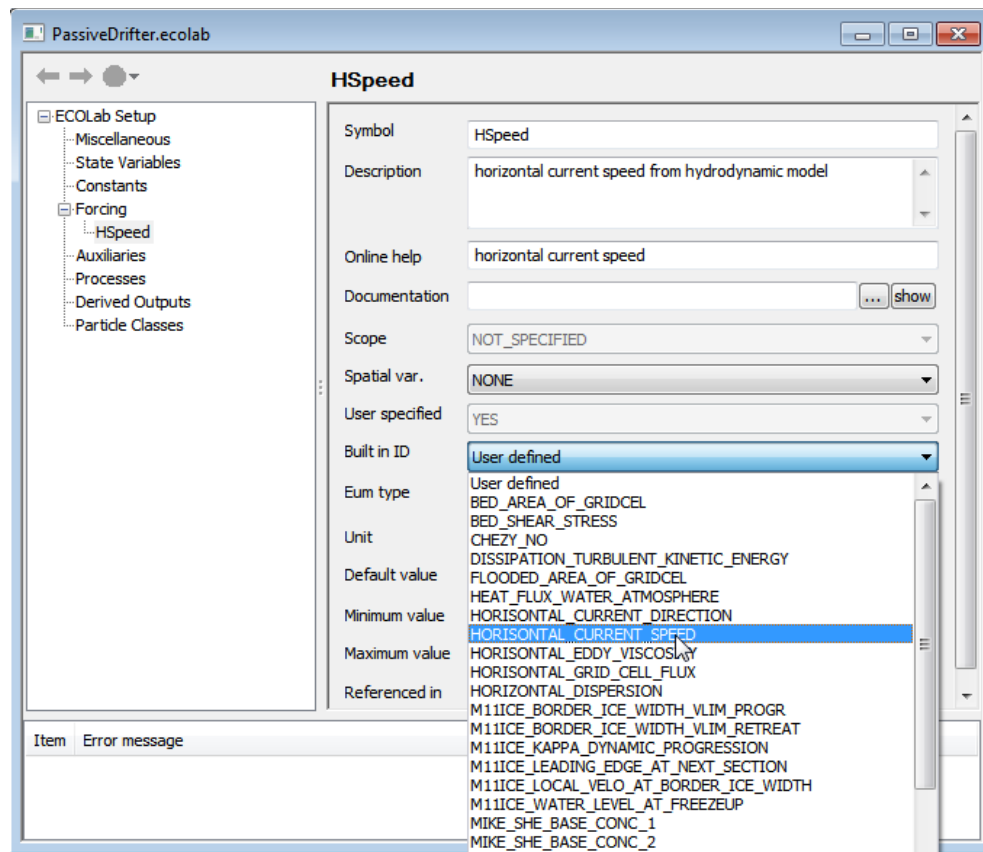 PassiveDrifter.ecolab
HSpeed
ECOLab Setup
Miscellaneous
State Variables
Constants
Forcing
HSpeed
Auxiliaries
Processes
Derived Outputs
Particle Classes
Symbol HSpeed
Description horizontal current speed from hydrodynamic model
Online help horizontal current speed
Documentation ... show
Scope NOT_SPECIFIED
Spatial var. NONE
User specified YES
Built in ID User defined
Eum type
Unit
Default value
Minimum value
Maximum value
Referenced in
User defined
BED_AREA_OF_GRIDCEL
BED_SHEAR_STRESS
CHEZY_NO
DISSIPATION_TURBULENT_KINETIC_ENERGY
FLOODED_AREA_OF_GRIDCEL
HEAT_FLUX_WATER_ATMOSPHERE
HORISONTAL_CURRENT_DIRECTION
HORISONTAL_CURRENT_SPEED
HORISONTAL_EDDY_VISCOSITY
HORISONTAL_GRID_CELL_FLUX
HORIZONTAL_DISPERSION
M11ICE_BORDER_ICE_WIDTH_VLIM_PROGR
M11ICE_BORDER_ICE_WIDTH_VLIM_RETREAT
M11ICE_KAPPA_DYNAMIC_PROGRESSION
M11ICE_LEADING_EDGE_AT_NEXT_SECTION
M11ICE_LOCAL_VELO_AT_BORDER_ICE_WIDTH
M11ICE_WATER_LEVEL_AT_FREEZEUP
MIKE_SHE_BASE_CONC_1
MIKE_SHE_BASE_CONC_2
Item Error message